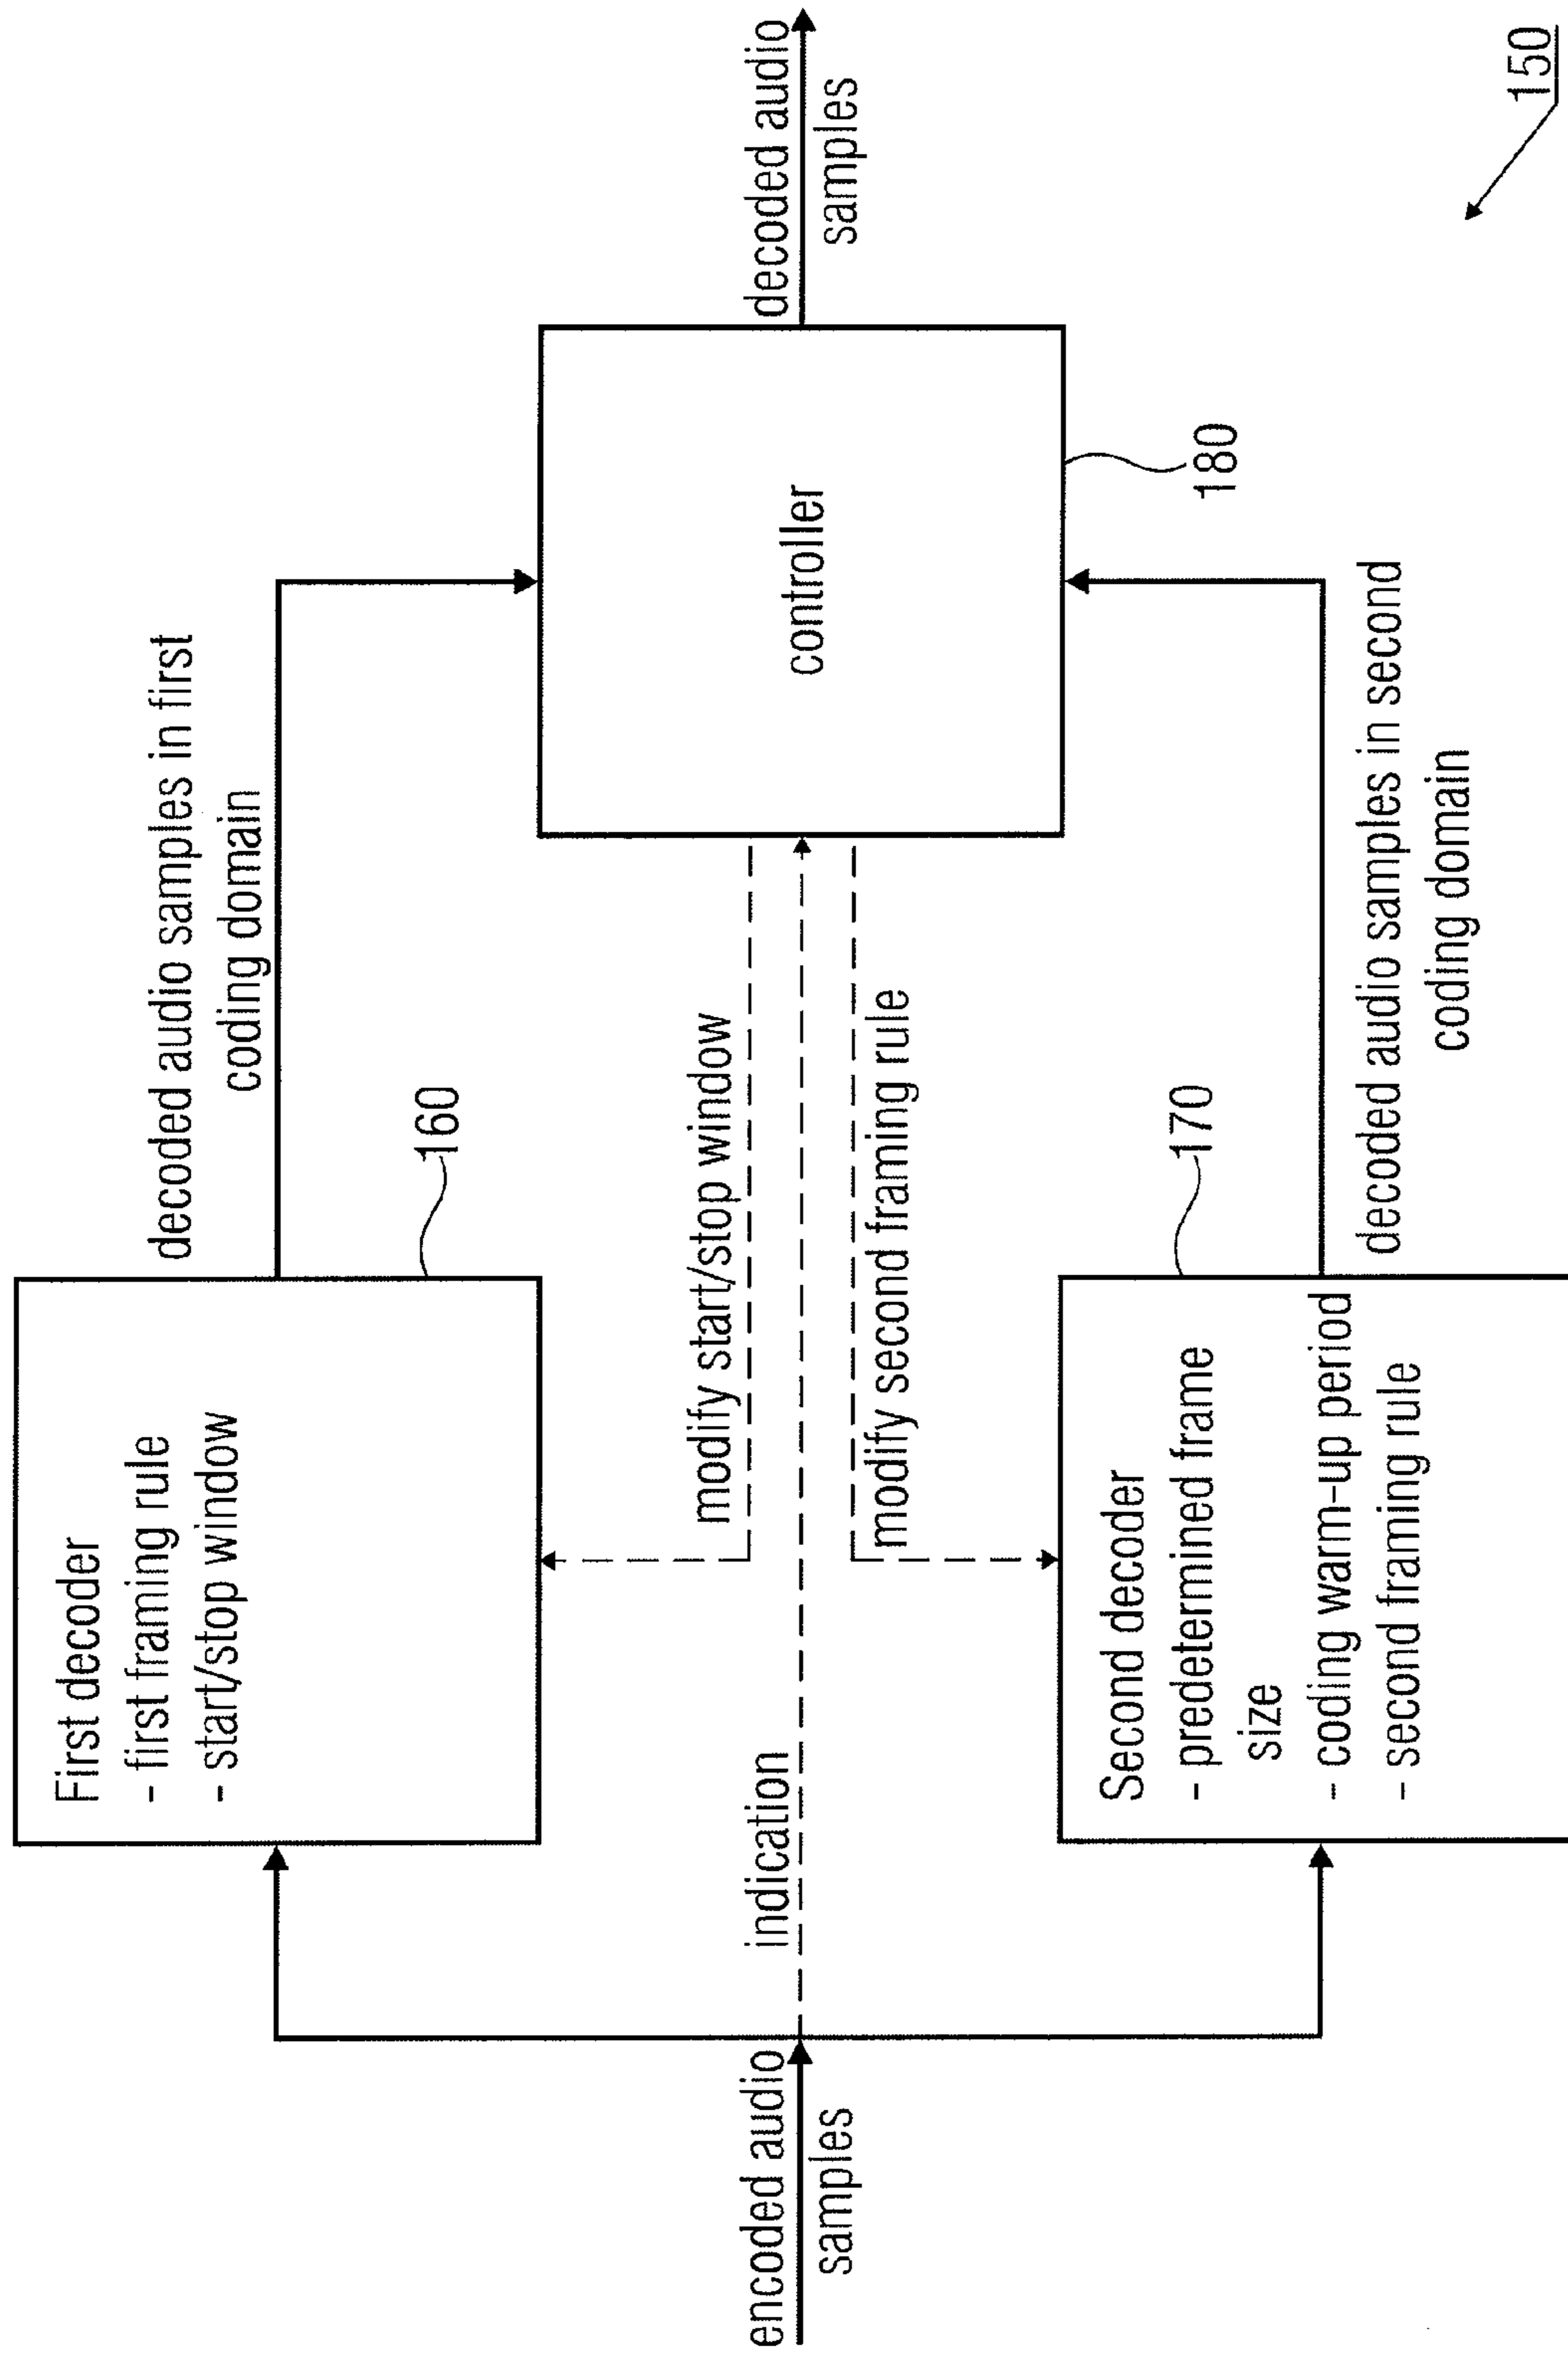 First decoder
- first framing rule
- start/stop window
decoded audio samples in first
coding domain
160
encoded audio
samples
indication
modify start/stop window
modify second framing rule
controller
180
decoded audio
samples
Second decoder
- predetermined frame
size
- coding warm-up period
- second framing rule
170
decoded audio samples in second
coding domain
150